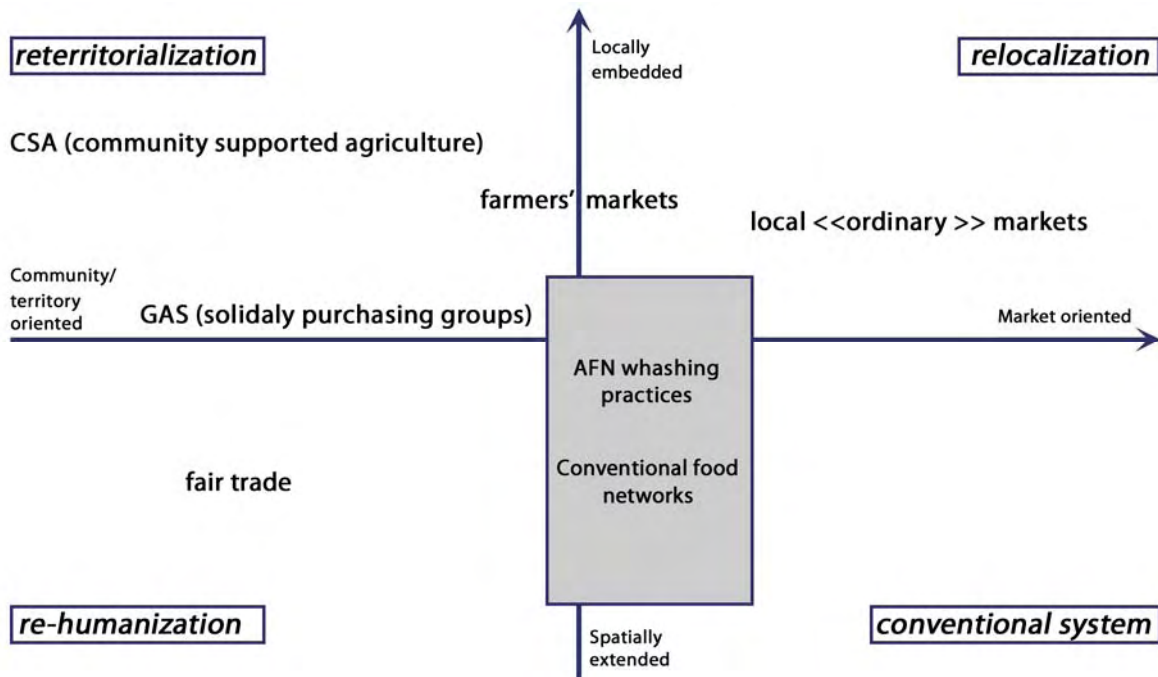 reterritorialization
Locally
embedded
relocalization
CSA (community supported agriculture)
farmers' markets
local <<ordinary >> markets
Community/
territory
oriented
GAS (solidaly purchasing groups)
Market oriented
AFN whashing
practices
Conventional food
networks
fair trade
re-humanization
Spatially
extended
conventional system